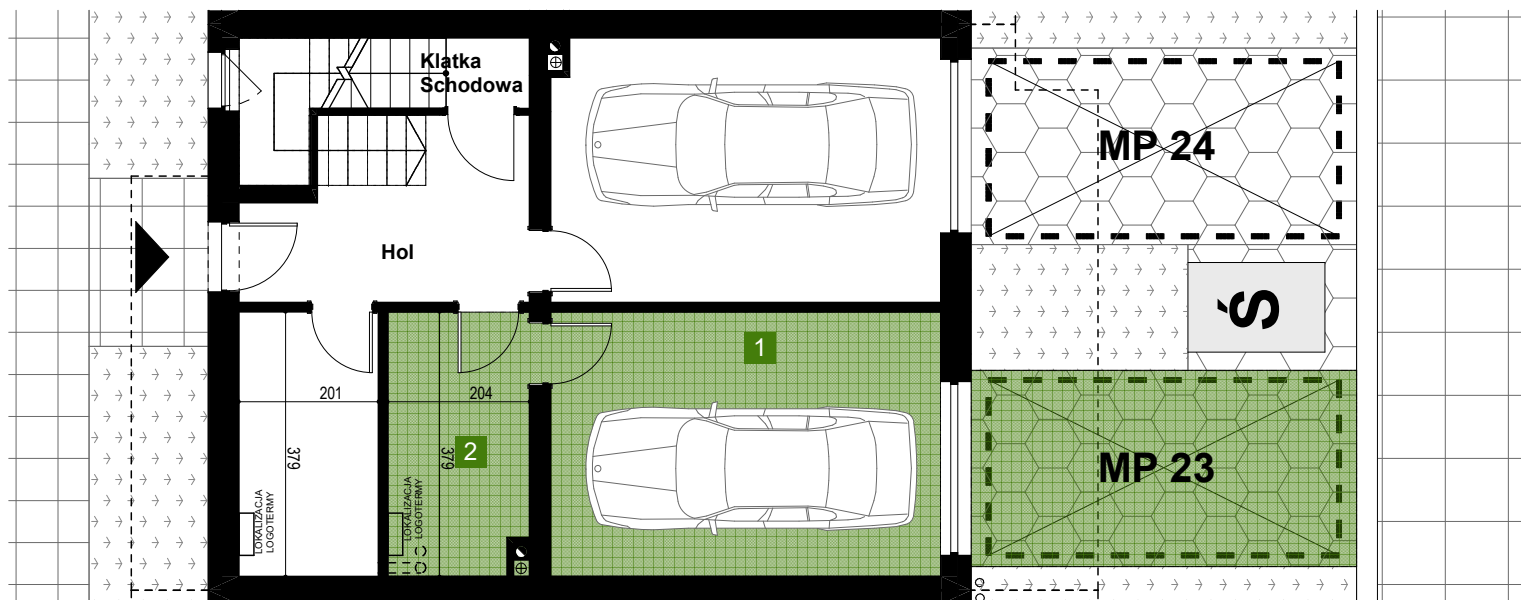 Klatka
Schodowa
MP 24
Hol
Ś
1
201
204
2
379
379
MP 23
LOKALIZACJA
LOGOTERMY
LOKALIZACJA
LOGOTERMY